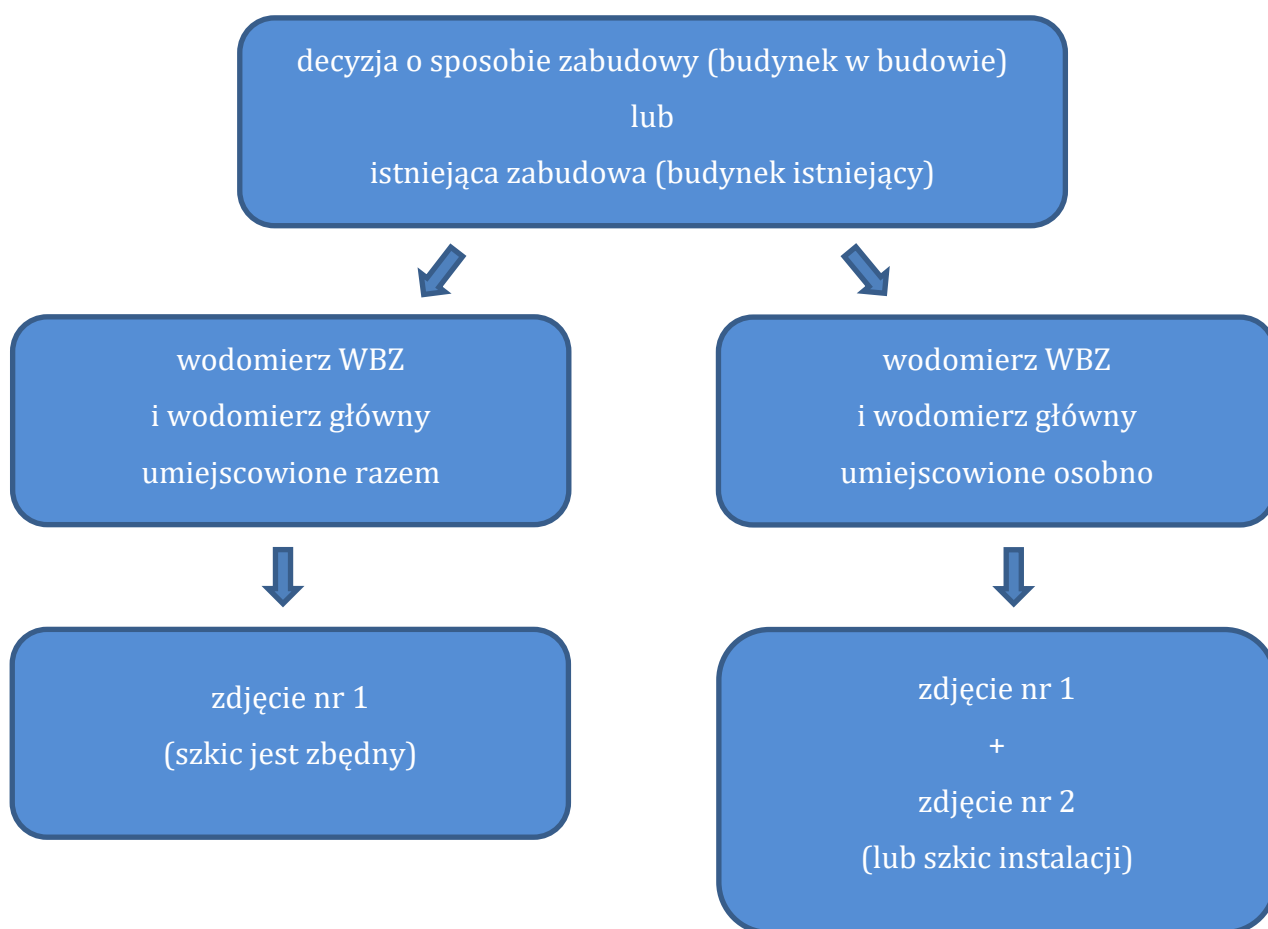 decyzja o sposobie zabudowy (budynek w budowie)
lub
istniejąca zabudowa (budynek istniejący)
wodomierz WBZ
i wodomierz główny
umiejscowione razem
wodomierz WBZ
i wodomierz główny
umiejscowione osobno
zdjęcie nr 1
(szkic jest zbędny)
zdjęcie nr 1
+
zdjęcie nr 2
(lub szkic instalacji)